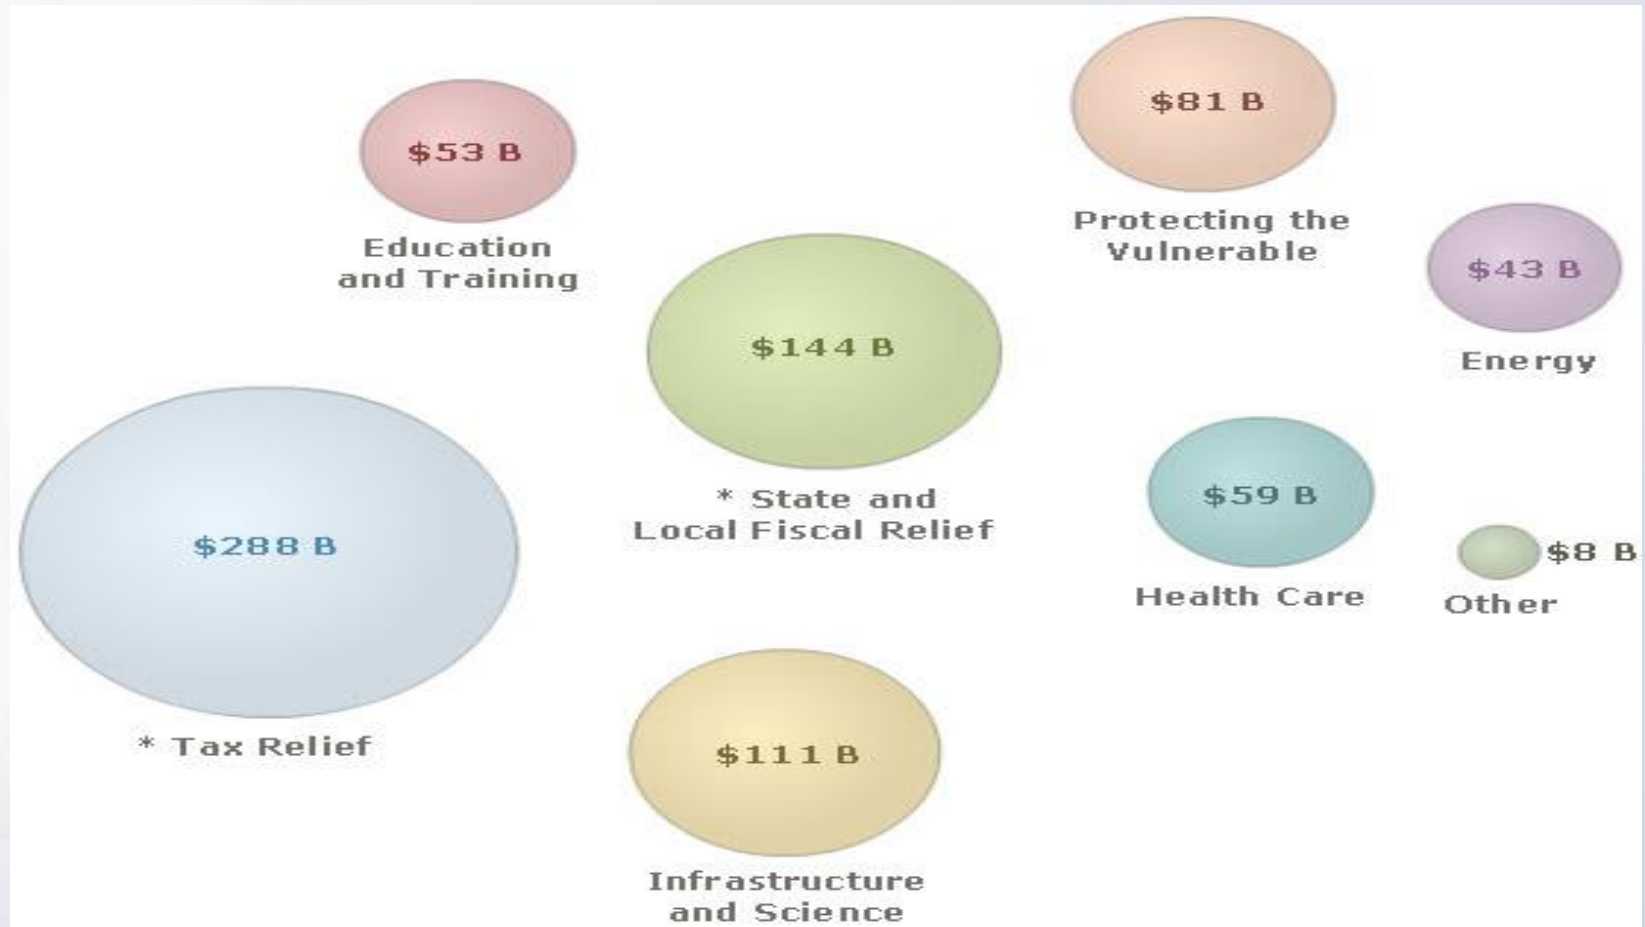 $53 B
Education
and Training
$81 B
Protecting the
Vulnerable
$43 B
Energy
$144 B
* State and
Local Fiscal Relief
$288 B
* Tax Relief
$59 B
Health Care
$8 B
Other
$111 B
Infrastructure
and Science